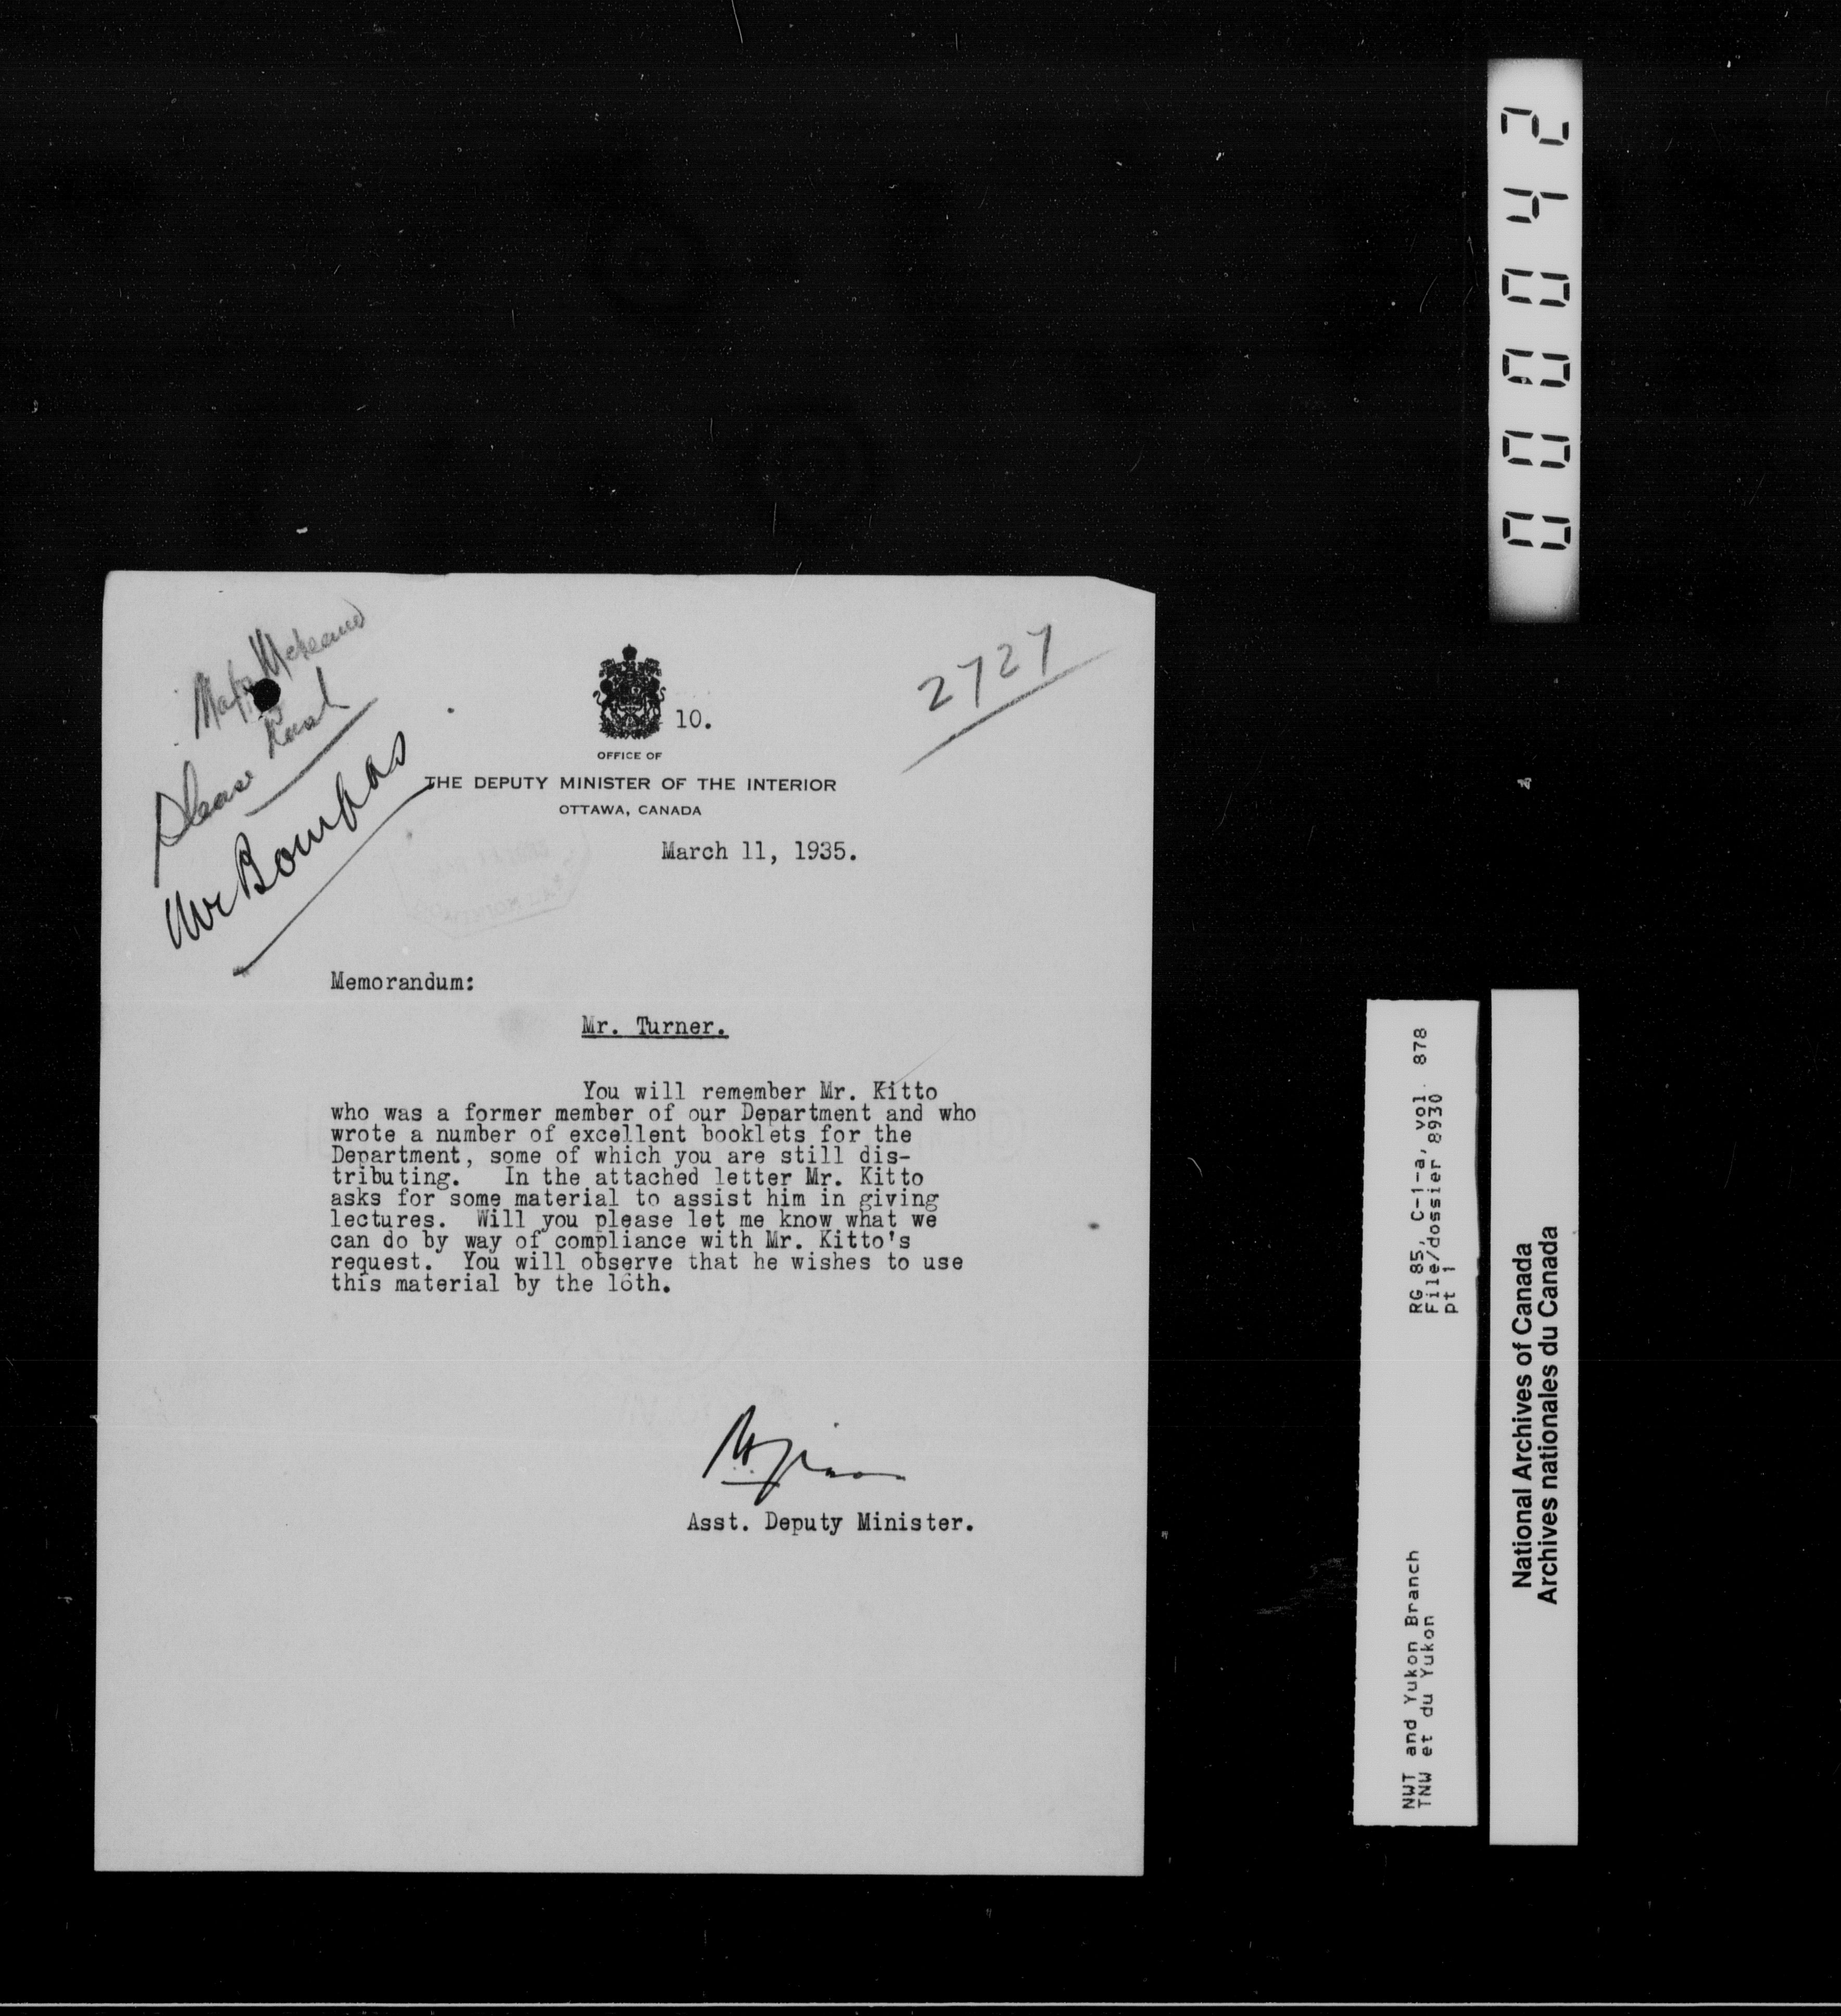 000042
Please
Mr Bompas
2727
10.
OFFICE OF
THE DEPUTY MINISTER OF THE INTERIOR
OTTAWA, CANADA
March 11, 1935.
Memorandum:
Mr. Turner.
You will remember Mr. Kitto
who was a former member of our Department and who
wrote a number of excellent booklets for the
Department, some of which you are still dis-
tributing. In the attached letter Mr. Kitto
asks for some material to assist him in giving
lectures. Will you please let me know what we
can do by way of compliance with Mr. Kitto's
request. You will observe that he wishes to use
this material by the 16th.
Asst. Deputy Minister.
NWT and Yukon Branch
TNW et du Yukon
RG 85, C-1-a, vol. 878
File/dossier 8930
pt 1
National Archives of Canada
Archives nationales du Canada